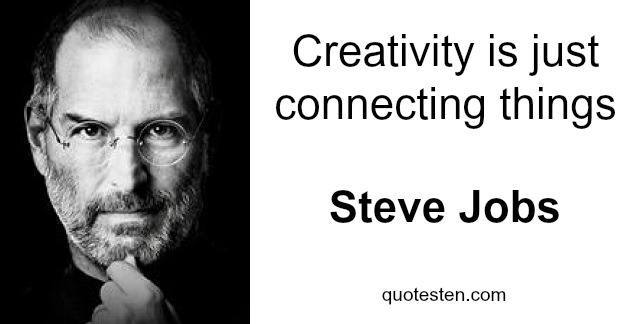 Creativity is just
connecting things
Steve Jobs
quotesten.com